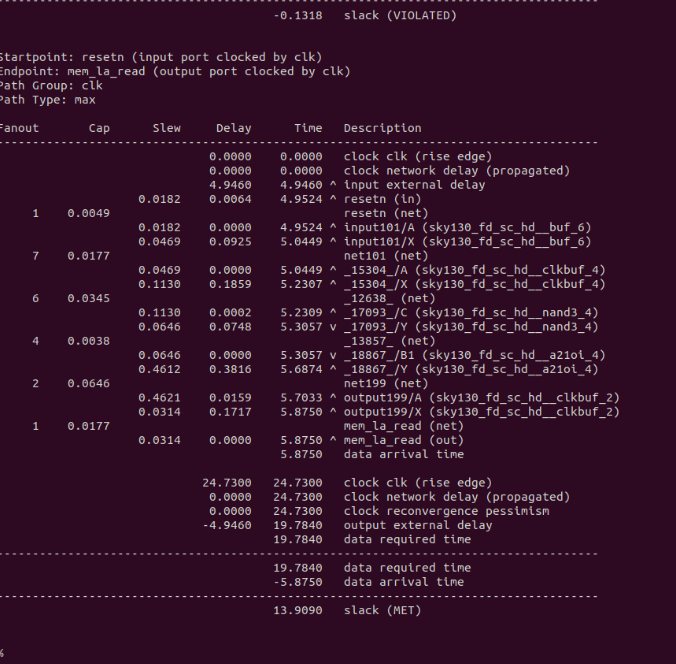 -----------------------------------------------------------------------------
                                      -0.1318   slack (VIOLATED)


Startpoint: resetn (input port clocked by clk)
Endpoint: mem_la_read (output port clocked by clk)
Path Group: clk
Path Type: max

Fanout     Cap      Slew     Delay      Time   Description
-----------------------------------------------------------------------------
                             0.0000    0.0000   clock clk (rise edge)
                             0.0000    0.0000   clock network delay (propagated)
                             4.9460    4.9460 ^ input external delay
                   0.0182    0.0064    4.9524 ^ resetn (in)
     1    0.0049                                resetn (net)
                   0.0182    0.0000    4.9524 ^ input101/A (sky130_fd_sc_hd__buf_6)
                   0.0469    0.0925    5.0449 ^ input101/X (sky130_fd_sc_hd__buf_6)
     7    0.0177                                net101 (net)
                   0.0469    0.0000    5.0449 ^ _15304_/A (sky130_fd_sc_hd__clkbuf_4)
                   0.1130    0.1859    5.2307 ^ _15304_/X (sky130_fd_sc_hd__clkbuf_4)
     6    0.0345                                _12638_ (net)
                   0.1130    0.0002    5.2309 ^ _17093_/C (sky130_fd_sc_hd__nand3_4)
                   0.0646    0.0748    5.3057 v _17093_/Y (sky130_fd_sc_hd__nand3_4)
     4    0.0038                                _13857_ (net)
                   0.0646    0.0000    5.3057 v _18867_/B1 (sky130_fd_sc_hd__a21oi_4)
                   0.4612    0.3816    5.6874 ^ _18867_/Y (sky130_fd_sc_hd__a21oi_4)
     2    0.0646                                net199 (net)
                   0.4621    0.0159    5.7033 ^ output199/A (sky130_fd_sc_hd__clkbuf_2)
                   0.0314    0.1717    5.8750 ^ output199/X (sky130_fd_sc_hd__clkbuf_2)
     1    0.0177                                mem_la_read (net)
                   0.0314    0.0000    5.8750 ^ mem_la_read (out)
                                       5.8750   data arrival time

                            24.7300   24.7300   clock clk (rise edge)
                             0.0000   24.7300   clock network delay (propagated)
                             0.0000   24.7300   clock reconvergence pessimism
                            -4.9460   19.7840   output external delay
                                      19.7840   data required time
-----------------------------------------------------------------------------
                                      19.7840   data required time
                                      -5.8750   data arrival time
-----------------------------------------------------------------------------
                                      13.9090   slack (MET)


%